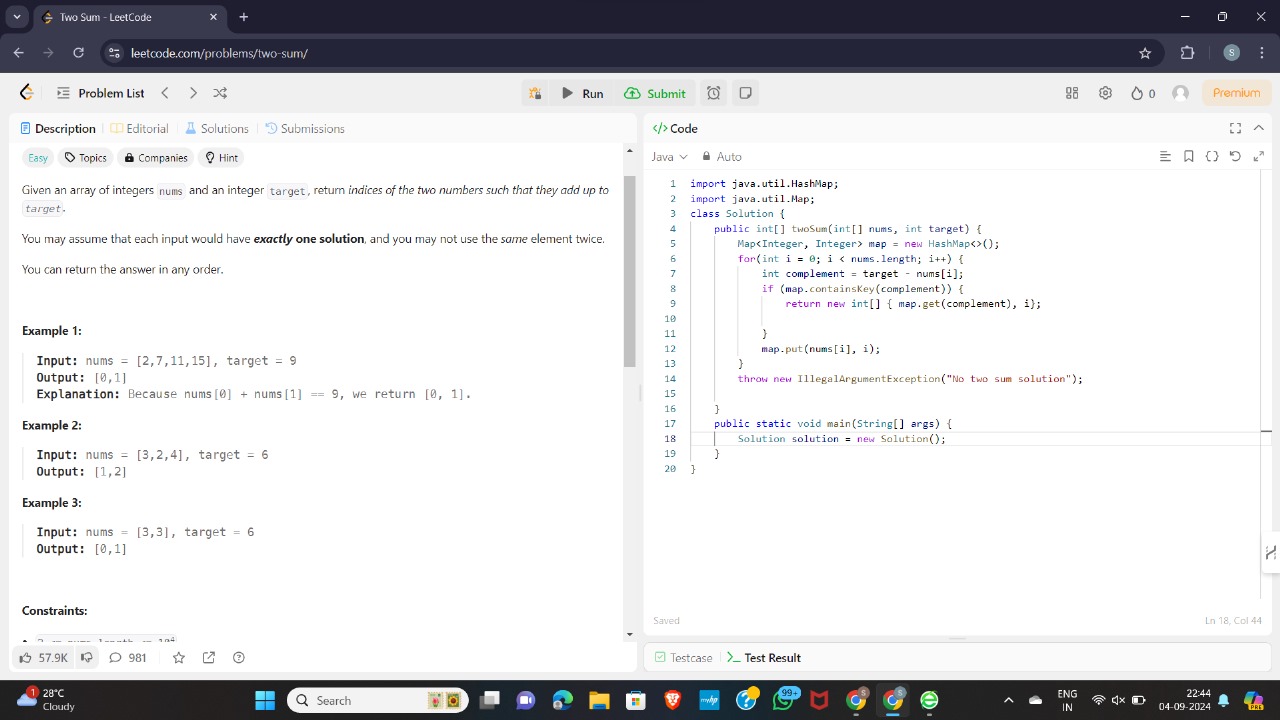 Two Sum - LeetCode
leetcode.com/problems/two-sum/
S
Problem List
Run
Submit
0
Premium
Description
Editorial
Solutions
Submissions
Easy
Topics
Companies
Hint
Given an array of integers nums and an integer target, return indices of the two numbers such that they add up to
target.
You may assume that each input would have exactly one solution, and you may not use the same element twice.
You can return the answer in any order.
Example 1:
Input: nums = [2,7,11,15], target = 9
Output: [0,1]
Explanation: Because nums[0] + nums[1] == 9, we return [0, 1].
Example 2:
Input: nums = [3,2,4], target = 6
Output: [1,2]
Example 3:
Input: nums = [3,3], target = 6
Output: [0,1]
Constraints:
57.9K
981
</> Code
Java
Auto
1 import java.util.HashMap;
2 import java.util.Map;
3 class Solution {
4 public int[] twoSum(int[] nums, int target) {
5 Map<Integer, Integer> map = new HashMap<>();
6 for(int i = 0; i < nums.length; i++) {
7 int complement = target - nums[i];
8 if (map.containsKey(complement)) {
9 return new int[] { map.get(complement), i};
10
11 }
12 map.put(nums[i], i);
13 }
14 throw new IllegalArgumentException("No two sum solution");
15
16 }
17 public static void main(String[] args) {
18 Solution solution = new Solution();
19 }
20 }
Saved
Ln 18, Col 44
Testcase
Test Result
1
28°C
Cloudy
Search
myhp
99+
S
S
ENG
IN
22:44
04-09-2024
PRE